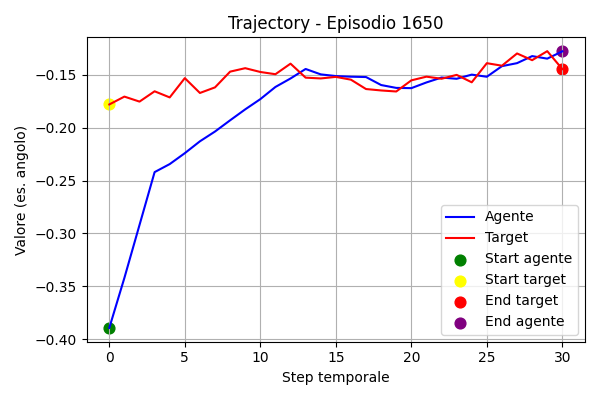 Trajectory - Episodio 1650
Valore (es. angolo)
−0.15
−0.20
−0.25
−0.30
−0.35
−0.40
0 5 10 15 20 25 30
Step temporale
Agente
Target
Start agente
Start target
End target
End agente